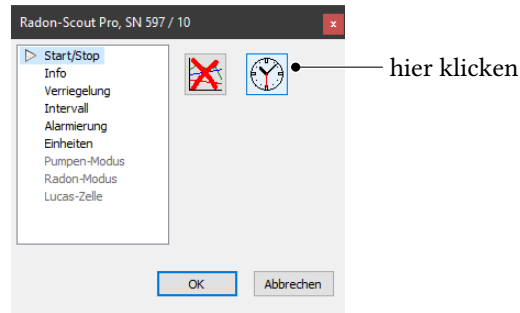 Radon-Scout Pro, SN 597 / 10
x
Start/Stop
Info
Verriegelung
Intervall
Alarmierung
Einheiten
Pumpen-Modus
Radon-Modus
Lucas-Zelle
hier klicken
OK
Abbrechen